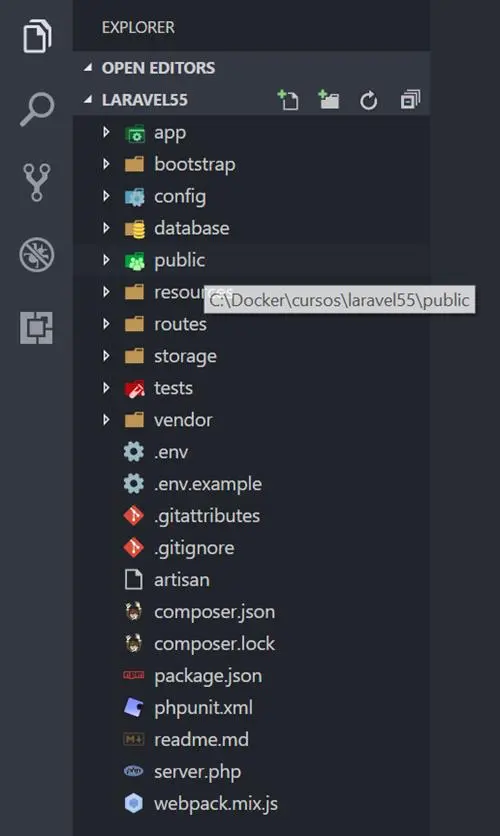 EXPLORER
OPEN EDITORS
LARAVEL55
app
bootstrap
config
database
public
resources
C:\Docker\cursos\laravel55\public
routes
storage
tests
vendor
.env
.env.example
.gitattributes
.gitignore
artisan
composer.json
composer.lock
package.json
phpunit.xml
readme.md
server.php
webpack.mix.js